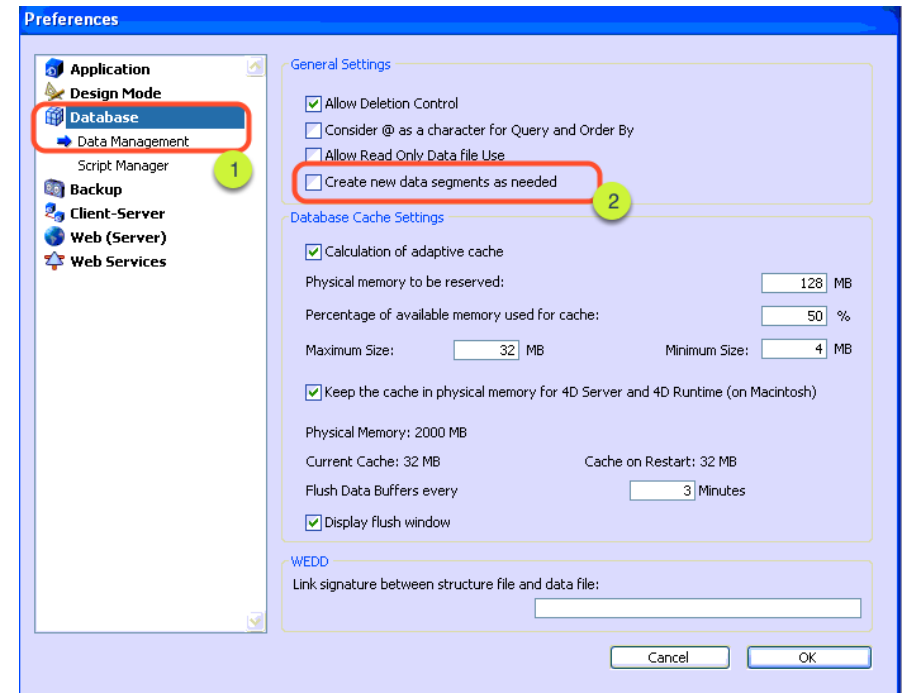 Preferences
Application
Design Mode
Database
Data Management
Script Manager
1
Backup
Client-Server
Web (Server)
Web Services
General Settings
Allow Deletion Control
Consider @ as a character for Query and Order By
Allow Read Only Data file Use
Create new data segments as needed
2
Database Cache Settings
Calculation of adaptive cache
Physical memory to be reserved: 128 MB
Percentage of available memory used for cache: 50 %
Maximum Size: 32 MB Minimum Size: 4 MB
Keep the cache in physical memory for 4D Server and 4D Runtime (on Macintosh)
Physical Memory: 2000 MB
Current Cache: 32 MB Cache on Restart: 32 MB
Flush Data Buffers every 3 Minutes
Display flush window
WEDD
Link signature between structure file and data file:
Cancel OK